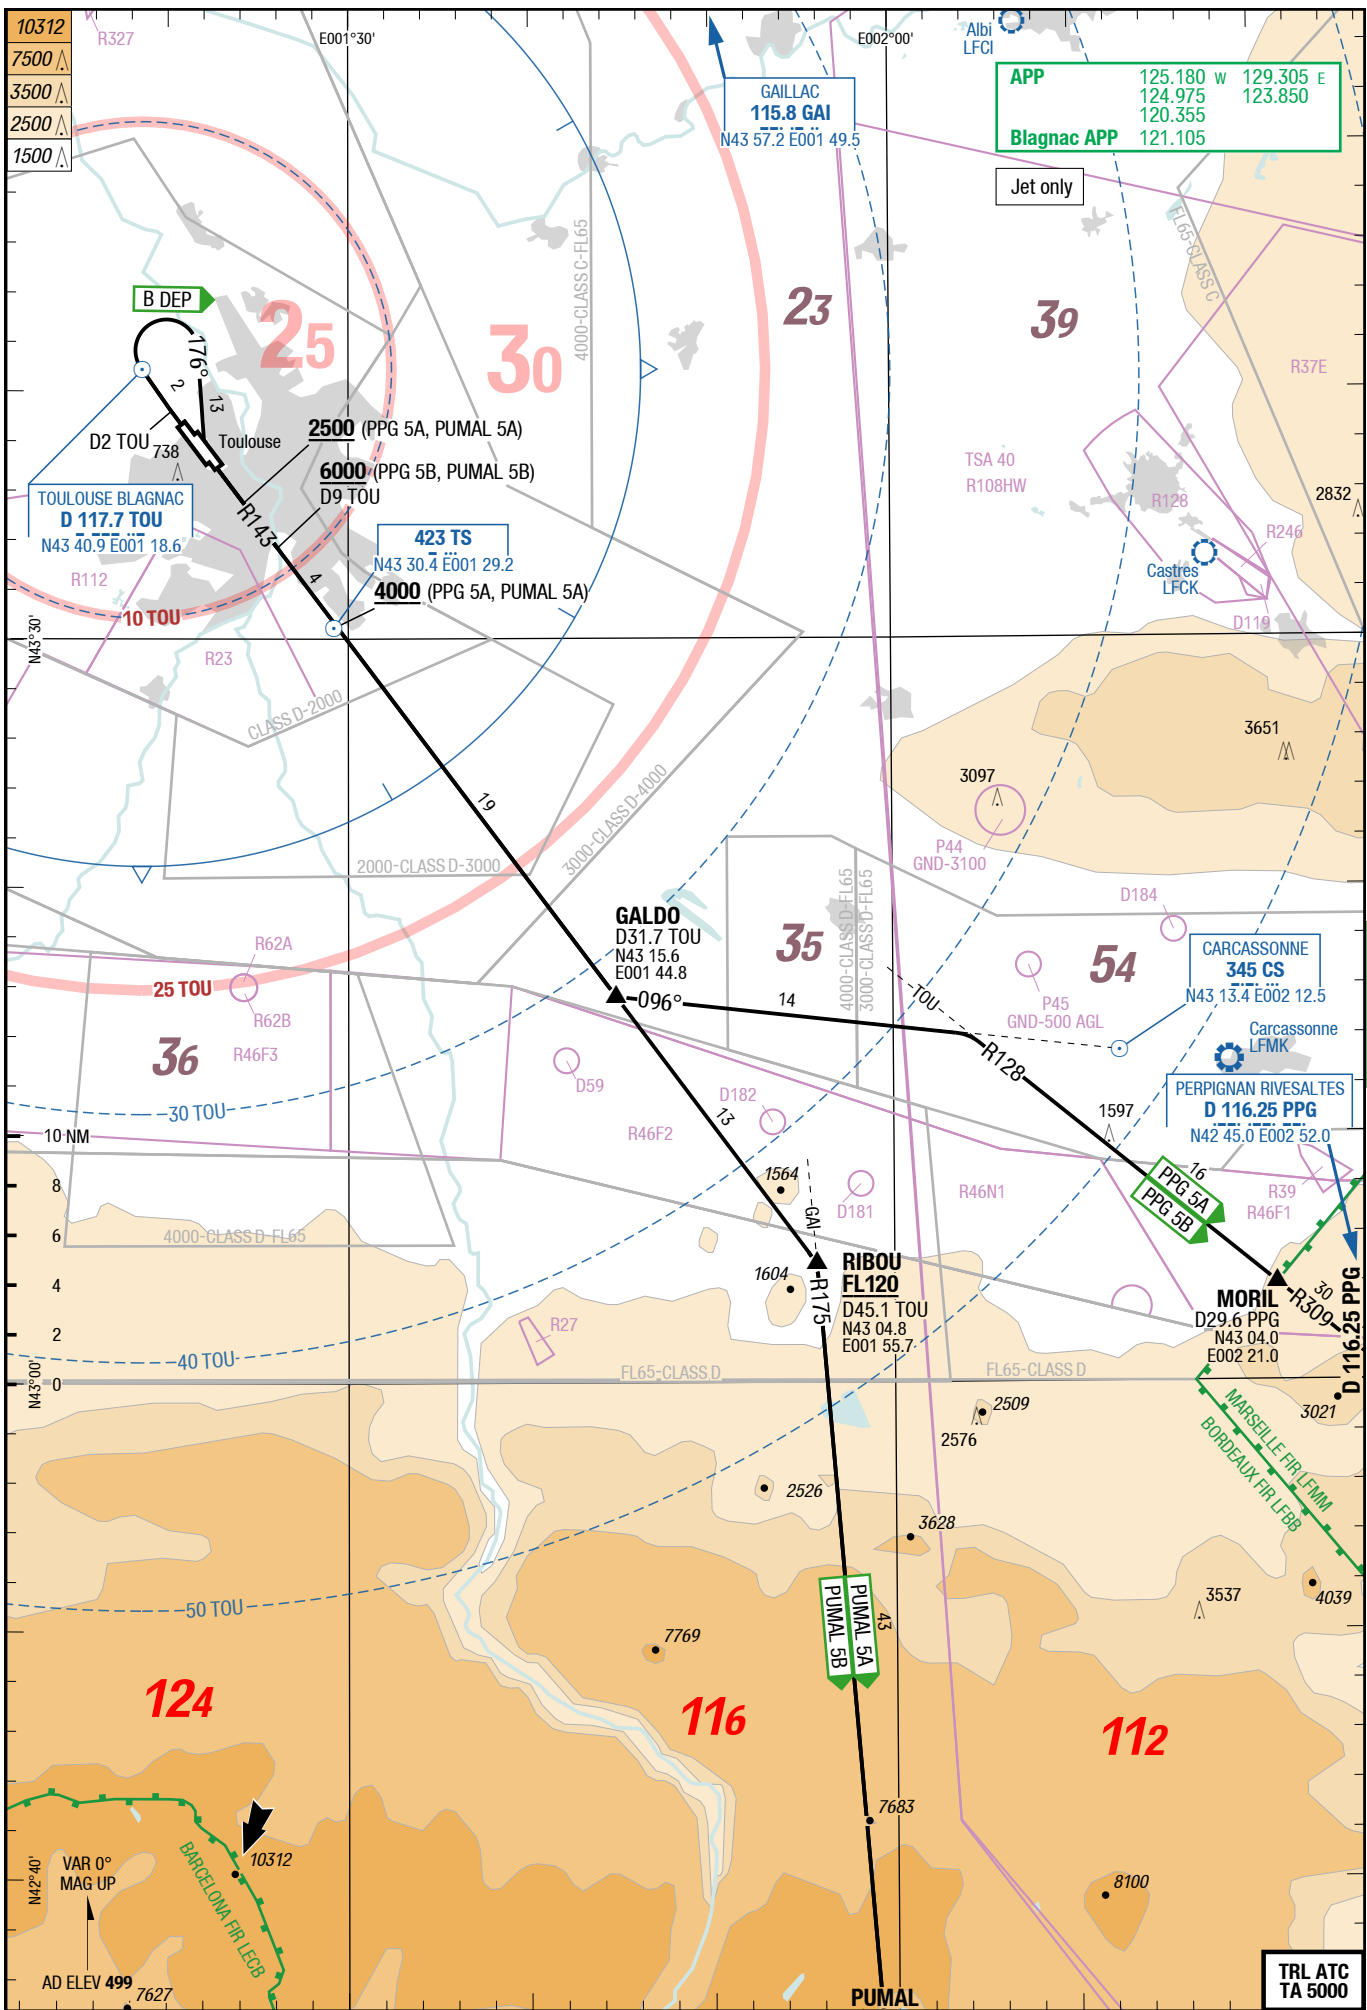 10312
7500
3500
2500
1500
R327
E001°30'
E002°00'
Albi
LFCI
GAILLAC
115.8 GAI
N43 57.2 E001 49.5
APP 125.180 W 129.305 E
124.975 123.850
120.355
Blagnac APP 121.105
Jet only
4000-CLASS C-FL65
FL65-CLASS C
B DEP
25
30
23
39
R37E
176°
2
13
D2 TOU
738
Toulouse
2500 (PPG 5A, PUMAL 5A)
6000 (PPG 5B, PUMAL 5B)
D9 TOU
TSA 40
R108HW
R128
2832
R246
TOULOUSE BLAGNAC
D 117.7 TOU
N43 40.9 E001 18.6
R143
423 TS
N43 30.4 E001 29.2
4
4000 (PPG 5A, PUMAL 5A)
R112
10 TOU
Castres
LFCK
D119
N43°30'
R23
CLASS D-2000
3651
3097
19
3000-CLASS D-4000
2000-CLASS D-3000
P44
GND-3100
4000-CLASS D-FL65
3000-CLASS D-FL65
D184
GALDO
D31.7 TOU
N43 15.6
E001 44.8
35
54
R62A
25 TOU
R62B
CARCASSONNE
345 CS
N43 13.4 E002 12.5
TOU
P45
GND-500 AGL
096°
14
36
R46F3
Carcassonne
LFMK
R128
D59
D182
PERPIGNAN RIVESALTES
D 116.25 PPG
N42 45.0 E002 52.0
30 TOU
1597
13
R46F2
10 NM
8
6
4
2
0
1564
GAI
D181
R46N1
16
PPG 5A
PPG 5B
R39
R46F1
4000-CLASS D-FL65
1604
RIBOU
FL120
D45.1 TOU
N43 04.8
E001 55.7
R175
MORIL
D29.6 PPG
N43 04.0
E002 21.0
30
R309
D 116.25 PPG
R27
40 TOU
N43°00'
FL65-CLASS D
FL65-CLASS D
3021
2509
2576
MARSEILLE FIR LFMM
BORDEAUX FIR LFBB
2526
3628
50 TOU
PUMAL 5A
PUMAL 5B
43
3537
4039
7769
124
116
112
7683
10312
8100
N42°40'
VAR 0°
MAG UP
BARCELONA FIR LECB
AD ELEV 499
7627
PUMAL
TRL ATC
TA 5000